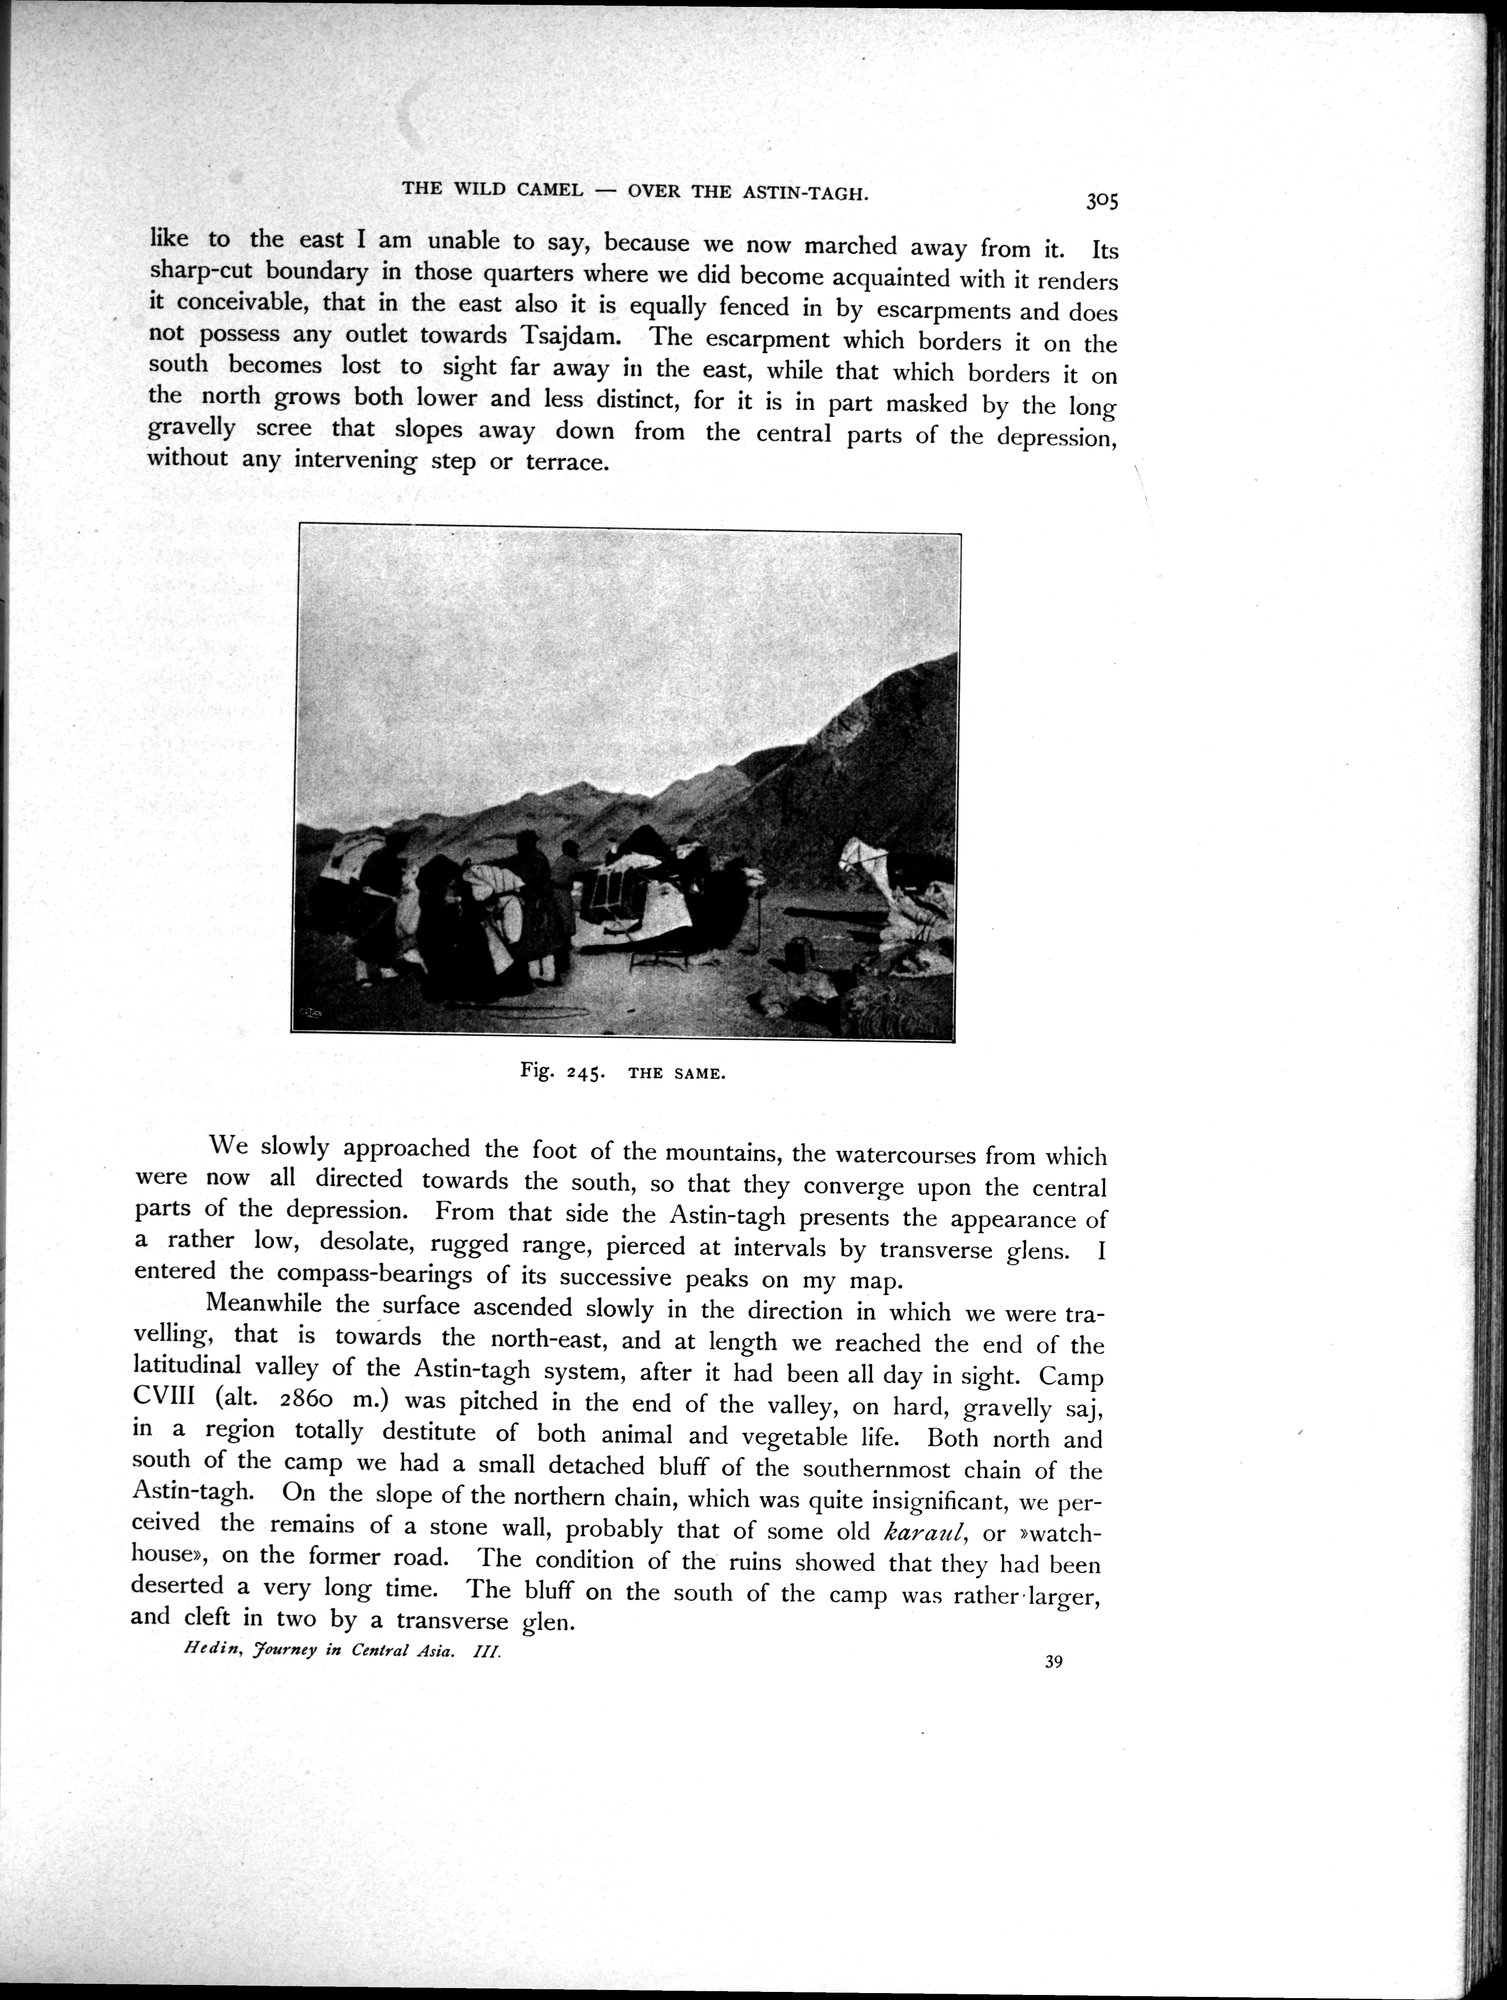 THE WILD CAMEL — OVER THE ASTIN-TAGH.
305
like to the east I am unable to say, because we now marched away from it. Its
sharp-cut boundary in those quarters where we did become acquainted with it renders
it conceivable, that in the east also it is equally fenced in by escarpments and does
not possess any outlet towards Tsajdam. The escarpment which borders it on the
south becomes lost to sight far away in the east, while that which borders it on
the north grows both lower and less distinct, for it is in part masked by the long
gravelly scree that slopes away down from the central parts of the depression,
without any intervening step or terrace.
Fig. 245. THE SAME.
We slowly approached the foot of the mountains, the watercourses from which
were now all directed towards the south, so that they converge upon the central
parts of the depression. From that side the Astin-tagh presents the appearance of
a rather low, desolate, rugged range, pierced at intervals by transverse glens. I
entered the compass-bearings of its successive peaks on my map.
Meanwhile the surface ascended slowly in the direction in which we were tra-
velling, that is towards the north-east, and at length we reached the end of the
latitudinal valley of the Astin-tagh system, after it had been all day in sight. Camp
CVIII (alt. 2860 m.) was pitched in the end of the valley, on hard, gravelly saj,
in a region totally destitute of both animal and vegetable life. Both north and
south of the camp we had a small detached bluff of the southernmost chain of the
Astin-tagh. On the slope of the northern chain, which was quite insignificant, we per-
ceived the remains of a stone wall, probably that of some old karaul, or »watch-
house», on the former road. The condition of the ruins showed that they had been
deserted a very long time. The bluff on the south of the camp was rather larger,
and cleft in two by a transverse glen.
Hedin, Journey in Central Asia. III.
39